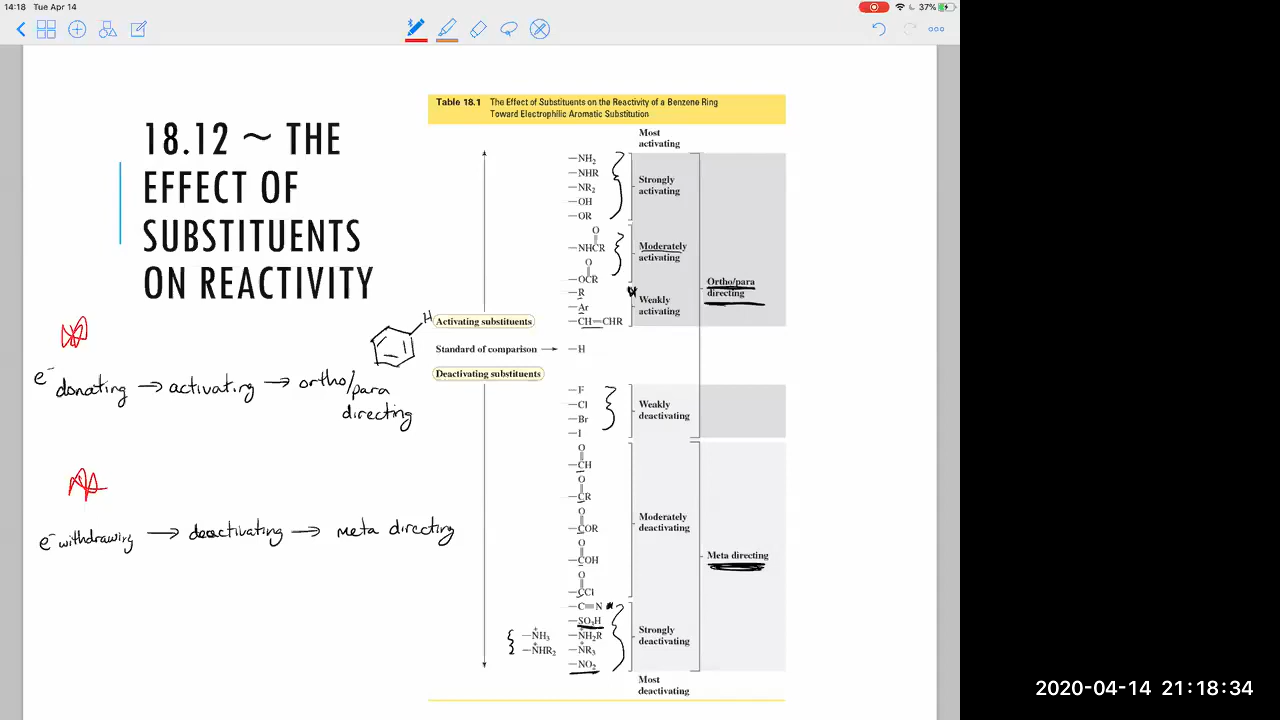 14:18 Tue Apr 14
37%
18.12 ~ THE
EFFECT OF
SUBSTITUENTS
ON REACTIVITY
e⁻ donating → activating → ortho/para
directing
e⁻ withdrawing → deactivating → meta directing
H
Table 18.1 The Effect of Substituents on the Reactivity of a Benzene Ring
Toward Electrophilic Aromatic Substitution
Most
activating
—NH₂
—NHR
—NR₂
—OH
—OR
Strongly
activating
O
—NHCR
O
—OCR
Moderately
activating
—R
—Ar
—CH=CHR
Weakly
activating
Ortho/para
directing
Activating substituents
Standard of comparison → —H
Deactivating substituents
—F
—Cl
—Br
—I
Weakly
deactivating
O
—CH
O
—CR
O
—COR
O
—COH
O
—CCl
Moderately
deactivating
Meta directing
—C≡N
—SO₃H
—N⁺H₃ —N⁺H₂R
—N⁺HR₂ —N⁺R₃
—NO₂
Strongly
deactivating
Most
deactivating
2020-04-14 21:18:34